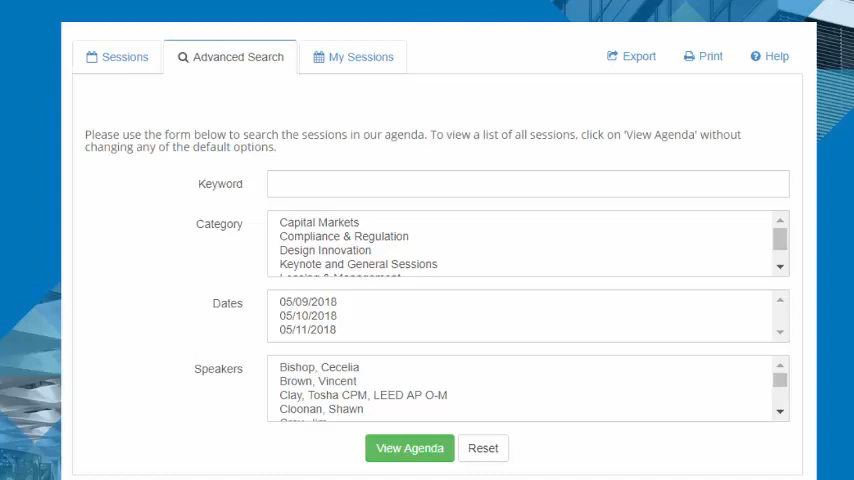 Sessions
Advanced Search
My Sessions
Export
Print
Help
Please use the form below to search the sessions in our agenda. To view a list of all sessions, click on 'View Agenda' without
changing any of the default options.
Keyword
Category
Capital Markets
Compliance & Regulation
Design Innovation
Keynote and General Sessions
Dates
05/09/2018
05/10/2018
05/11/2018
Speakers
Bishop, Cecelia
Brown, Vincent
Clay, Tosha CPM, LEED AP O-M
Cloonan, Shawn
View Agenda
Reset